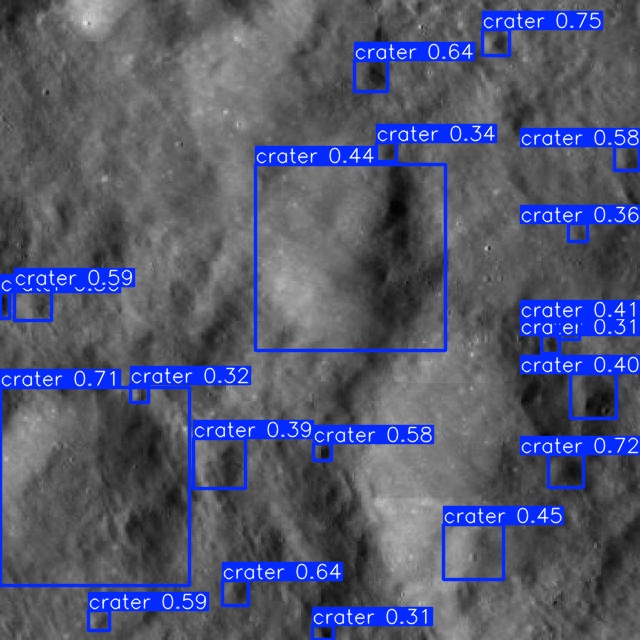 crater 0.75
crater 0.64
crater 0.34
crater 0.58
crater 0.44
crater 0.36
crater 0.59
crater 0.41
crater 0.31
crater 0.40
crater 0.71
crater 0.32
crater 0.39
crater 0.58
crater 0.72
crater 0.45
crater 0.64
crater 0.59
crater 0.31